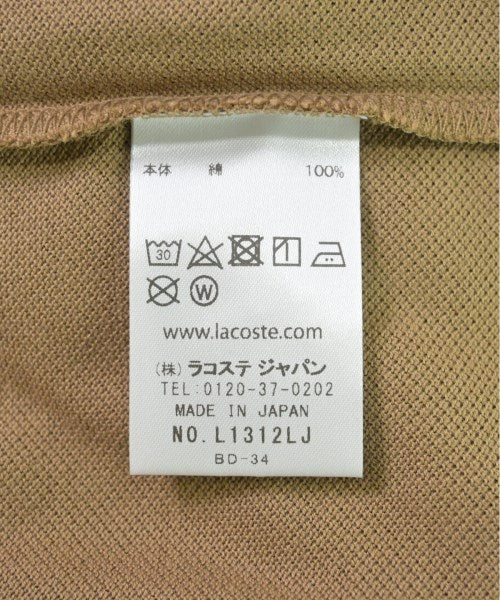 本体 綿 100%
30
W
www.lacoste.com
(株) ラコステ ジャパン
TEL:0120-37-0202
MADE IN JAPAN
NO. L1312LJ
BD-34